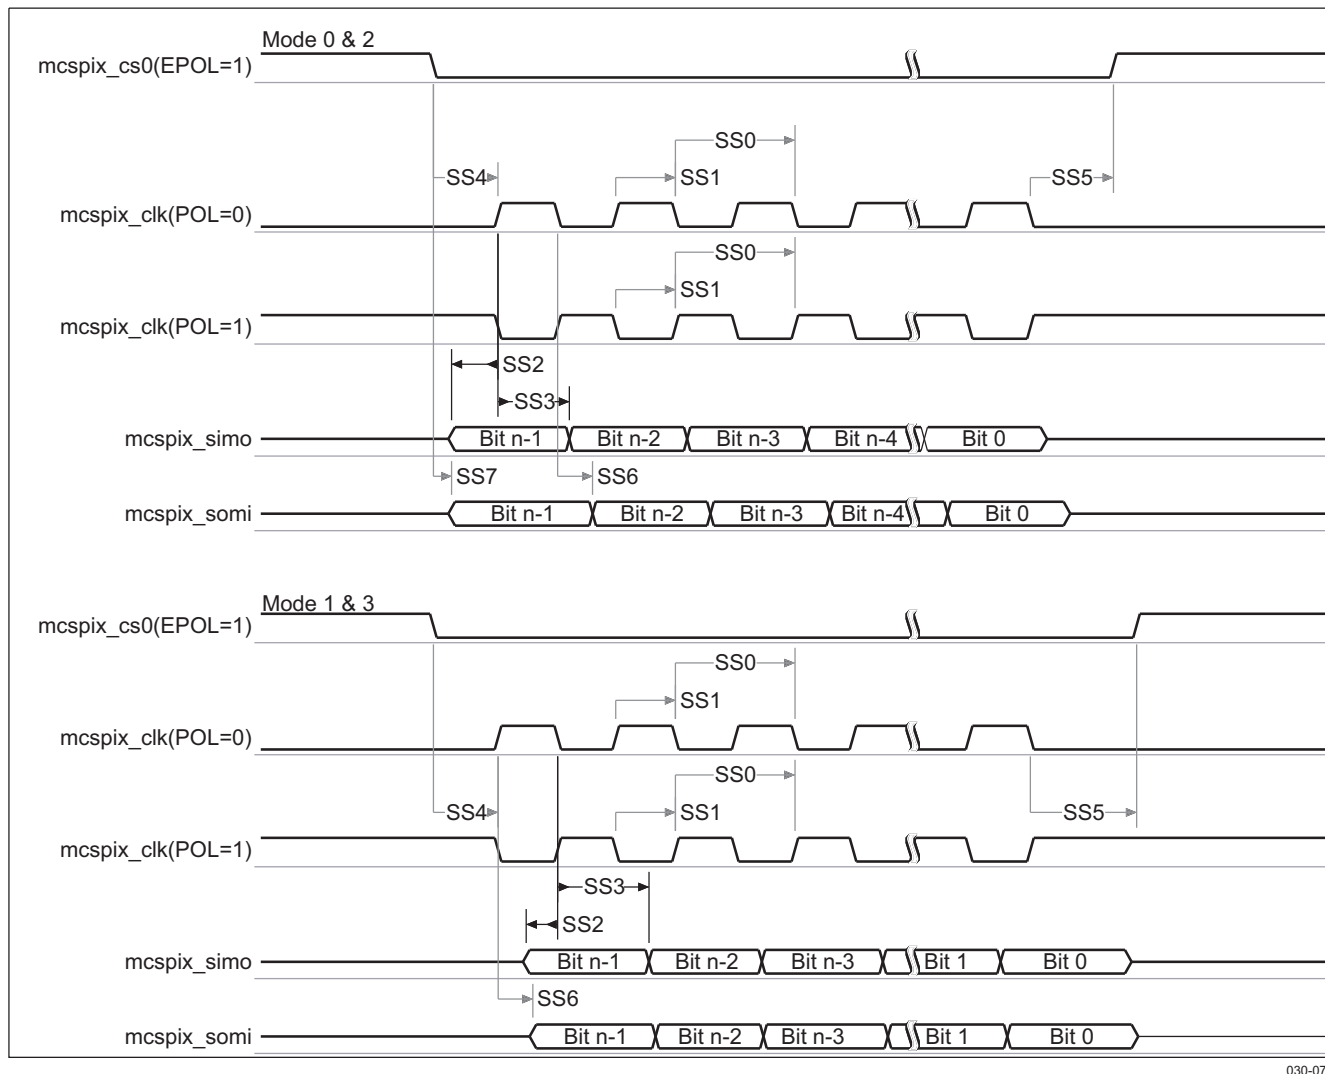 Mode 0 & 2
mcspix_cs0(EPOL=1)
SS0
SS4
SS1
SS5
mcspix_clk(POL=0)
SS0
SS1
mcspix_clk(POL=1)
SS2
SS3
mcspix_simo
Bit n-1 Bit n-2 Bit n-3 Bit n-4 Bit 0
SS7
SS6
mcspix_somi
Bit n-1 Bit n-2 Bit n-3 Bit n-4 Bit 0
Mode 1 & 3
mcspix_cs0(EPOL=1)
SS0
SS1
mcspix_clk(POL=0)
SS0
SS4
SS1
SS5
mcspix_clk(POL=1)
SS3
SS2
mcspix_simo
Bit n-1 Bit n-2 Bit n-3 Bit 1 Bit 0
SS6
mcspix_somi
Bit n-1 Bit n-2 Bit n-3 Bit 1 Bit 0
030-07